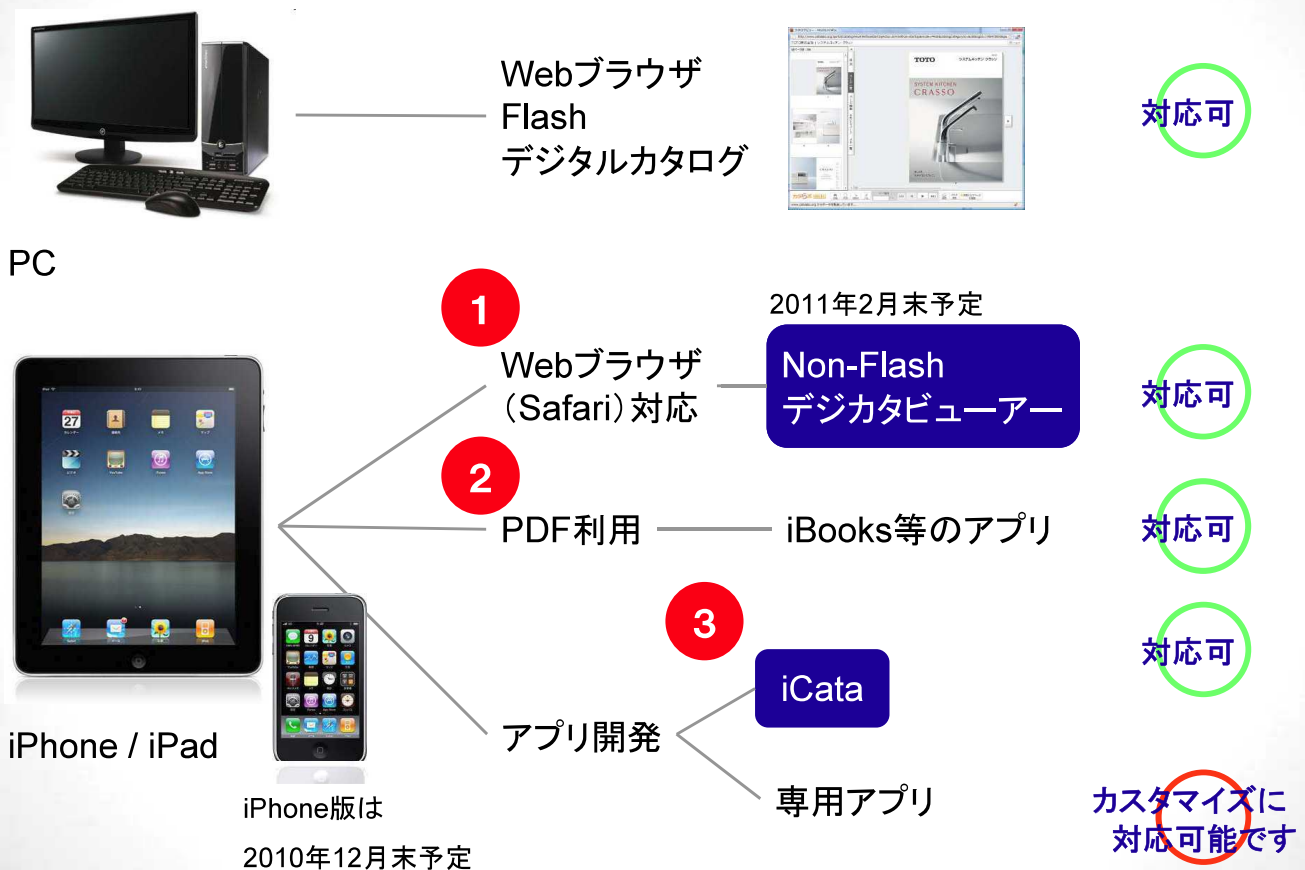 Webブラウザ
Flash
デジタルカタログ
TOTO
SYSTEM KITCHEN
CRASSO
対応可
PC
1
2011年2月末予定
Webブラウザ
（Safari）対応
Non-Flash
デジカタビューアー
対応可
2
PDF利用
iBooks等のアプリ
対応可
3
iCata
対応可
アプリ開発
iPhone / iPad
専用アプリ
カスタマイズに
対応可能です
iPhone版は
2010年12月末予定